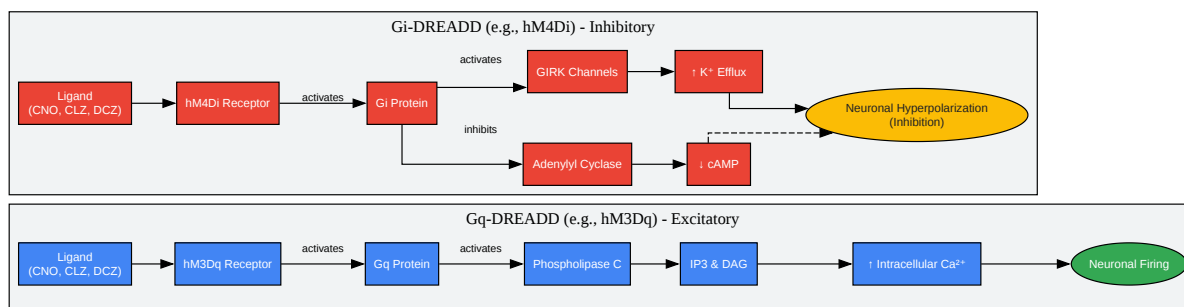 Gi-DREADD (e.g., hM4Di) - Inhibitory
Ligand
(CNO, CLZ, DCZ)
hM4Di Receptor
activates
Gi Protein
activates
GIRK Channels
↑ K⁺ Efflux
Neuronal Hyperpolarization
(Inhibition)
inhibits
Adenylyl Cyclase
↓ cAMP
Gq-DREADD (e.g., hM3Dq) - Excitatory
Ligand
(CNO, CLZ, DCZ)
hM3Dq Receptor
activates
Gq Protein
activates
Phospholipase C
IP3 & DAG
↑ Intracellular Ca²⁺
Neuronal Firing